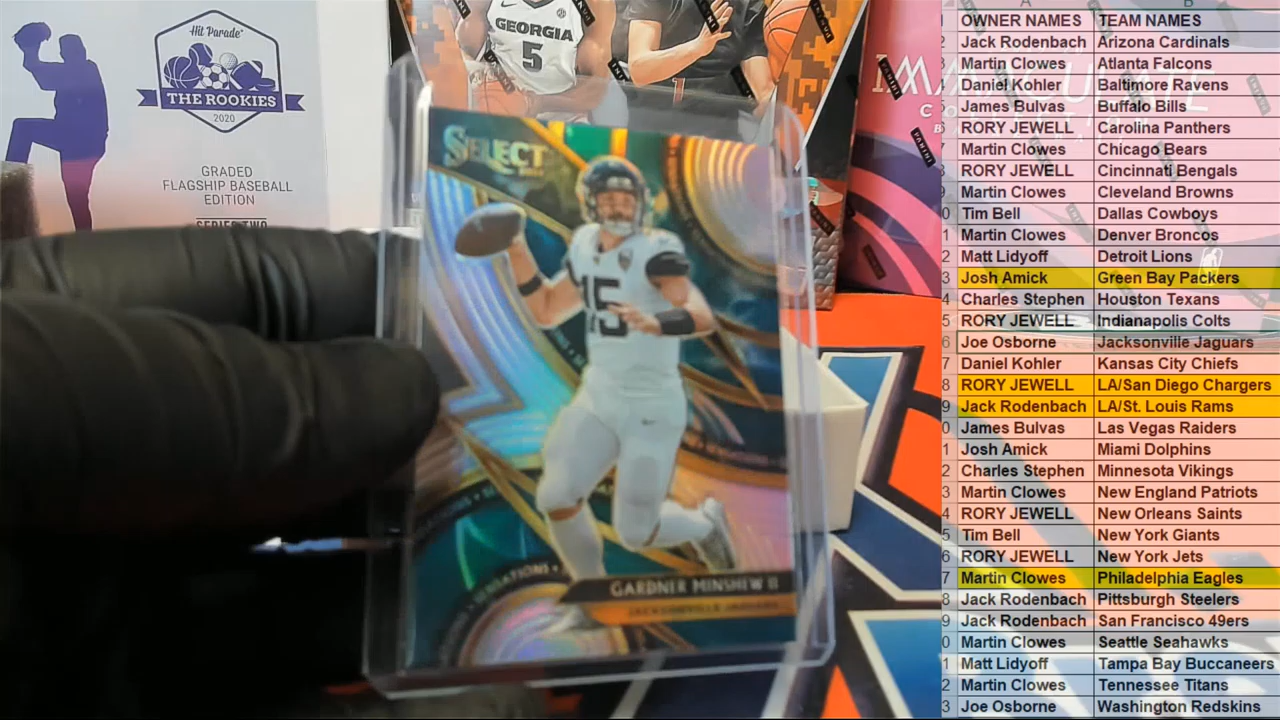 Hit Parade
THE ROOKIES
2020
GRADED
FLAGSHIP BASEBALL
EDITION
SERIES TWO
GEORGIA
5
1
SELECT
15
GARDNER MINSHEW II
JACKSONVILLE JAGUARS
PANINI
OWNER NAMES TEAM NAMES
Jack Rodenbach Arizona Cardinals
Martin Clowes Atlanta Falcons
Daniel Kohler Baltimore Ravens
James Bulvas Buffalo Bills
RORY JEWELL Carolina Panthers
Martin Clowes Chicago Bears
RORY JEWELL Cincinnati Bengals
Martin Clowes Cleveland Browns
Tim Bell Dallas Cowboys
Martin Clowes Denver Broncos
Matt Lidyoff Detroit Lions
Josh Amick Green Bay Packers
Charles Stephen Houston Texans
RORY JEWELL Indianapolis Colts
Joe Osborne Jacksonville Jaguars
Daniel Kohler Kansas City Chiefs
RORY JEWELL LA/San Diego Chargers
Jack Rodenbach LA/St. Louis Rams
James Bulvas Las Vegas Raiders
Josh Amick Miami Dolphins
Charles Stephen Minnesota Vikings
Martin Clowes New England Patriots
RORY JEWELL New Orleans Saints
Tim Bell New York Giants
RORY JEWELL New York Jets
Martin Clowes Philadelphia Eagles
Jack Rodenbach Pittsburgh Steelers
Jack Rodenbach San Francisco 49ers
Martin Clowes Seattle Seahawks
Matt Lidyoff Tampa Bay Buccaneers
Martin Clowes Tennessee Titans
Joe Osborne Washington Redskins